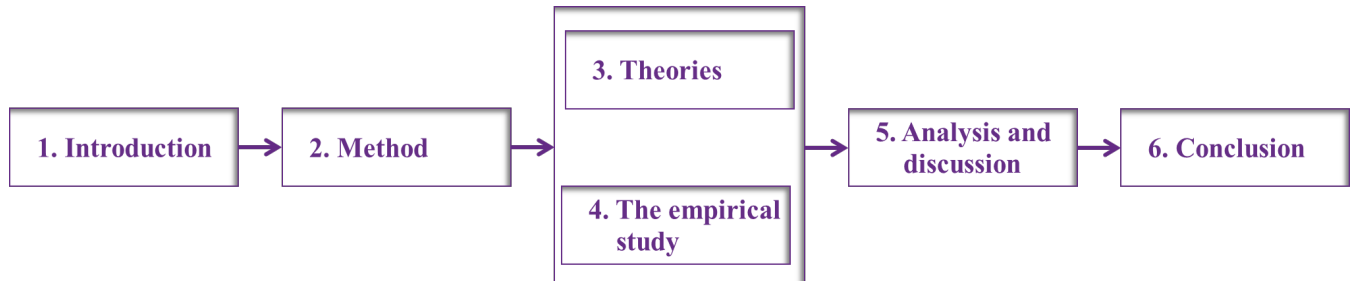 1. Introduction
2. Method
3. Theories
4. The empirical
study
5. Analysis and
discussion
6. Conclusion